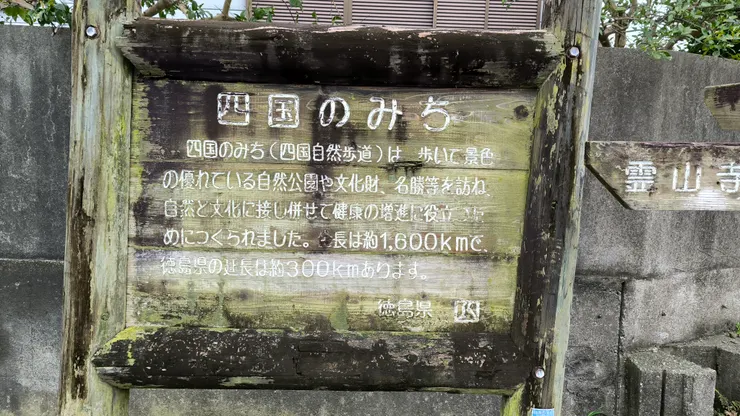 四国のみち
四国のみち(四国自然歩道)は 歩いて景色
の優れている自然公園や文化財、名勝等を訪ね、
自然と文化に接し併せて健康の増進に役立
めにつくられました。長は約1,600kmで、
徳島県の延長は約300kmあります。
徳島県
霊山寺